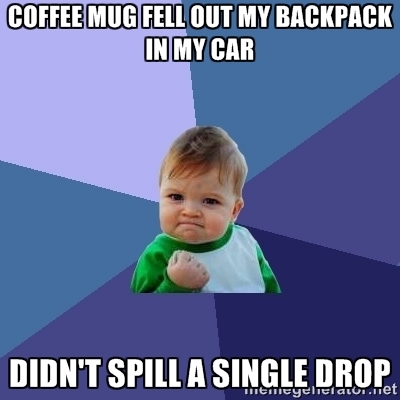 COFFEE MUG FELL OUT MY BACKPACK
IN MY CAR
DIDN'T SPILL A SINGLE DROP
memegenerator.net